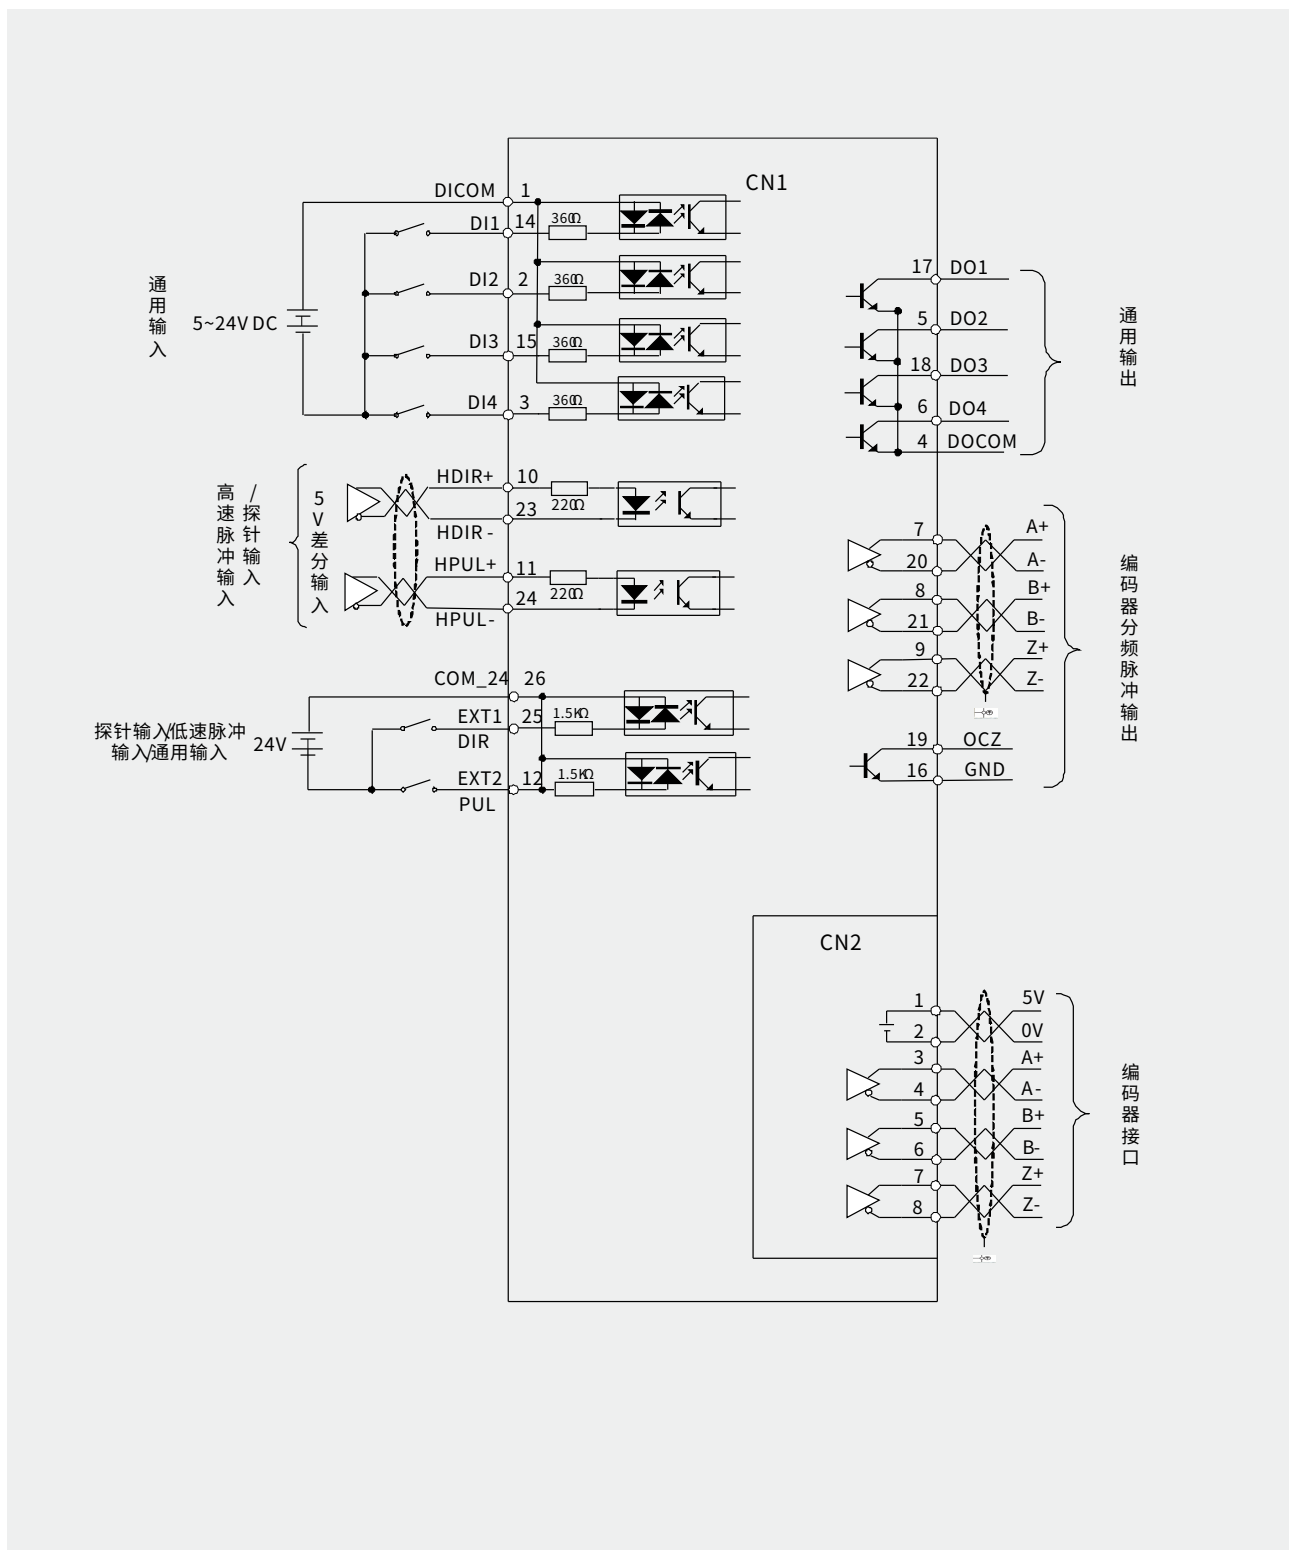 CN1
通用输入
5~24V DC
DICOM 1
DI1 14 360Ω
DI2 2 360Ω
DI3 15 360Ω
DI4 3 360Ω
高速脉冲输入
/探针输入
5V差分输入
HDIR+ 10
220Ω
23
HDIR-
HPUL+ 11
220Ω
24
HPUL-
探针输入/低速脉冲
输入/通用输入
24V
COM_24 26
EXT1 25 1.5KΩ
DIR
EXT2 12 1.5KΩ
PUL
17 DO1
5 DO2
18 DO3
6 DO4
4 DOCOM
通用输出
7 A+
20 A-
8 B+
21 B-
9 Z+
22 Z-
19 OCZ
16 GND
编码器分频脉冲输出
CN2
1 5V
2 0V
3 A+
4 A-
5 B+
6 B-
7 Z+
8 Z-
编码器接口